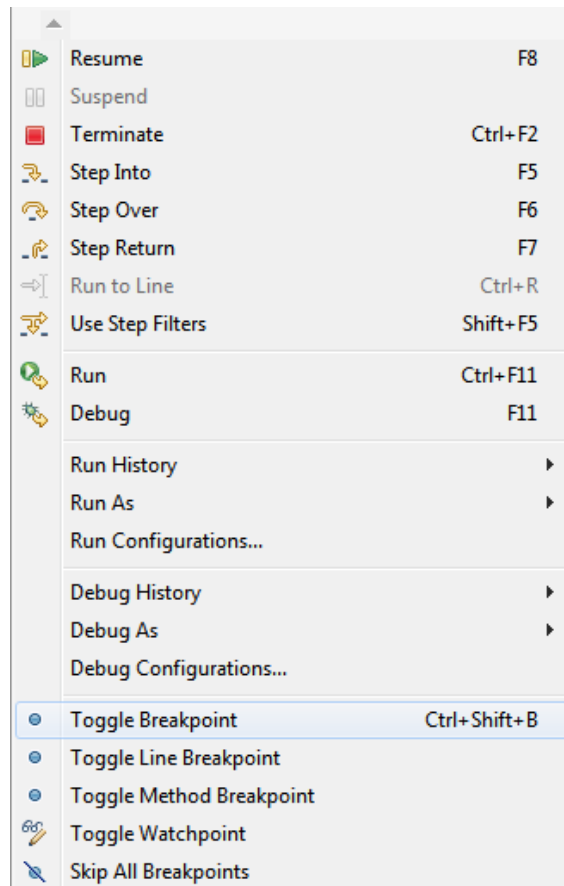 Resume F8
Suspend
Terminate Ctrl+F2
Step Into F5
Step Over F6
Step Return F7
Run to Line Ctrl+R
Use Step Filters Shift+F5
Run Ctrl+F11
Debug F11
Run History
Run As
Run Configurations...
Debug History
Debug As
Debug Configurations...
Toggle Breakpoint Ctrl+Shift+B
Toggle Line Breakpoint
Toggle Method Breakpoint
Toggle Watchpoint
Skip All Breakpoints